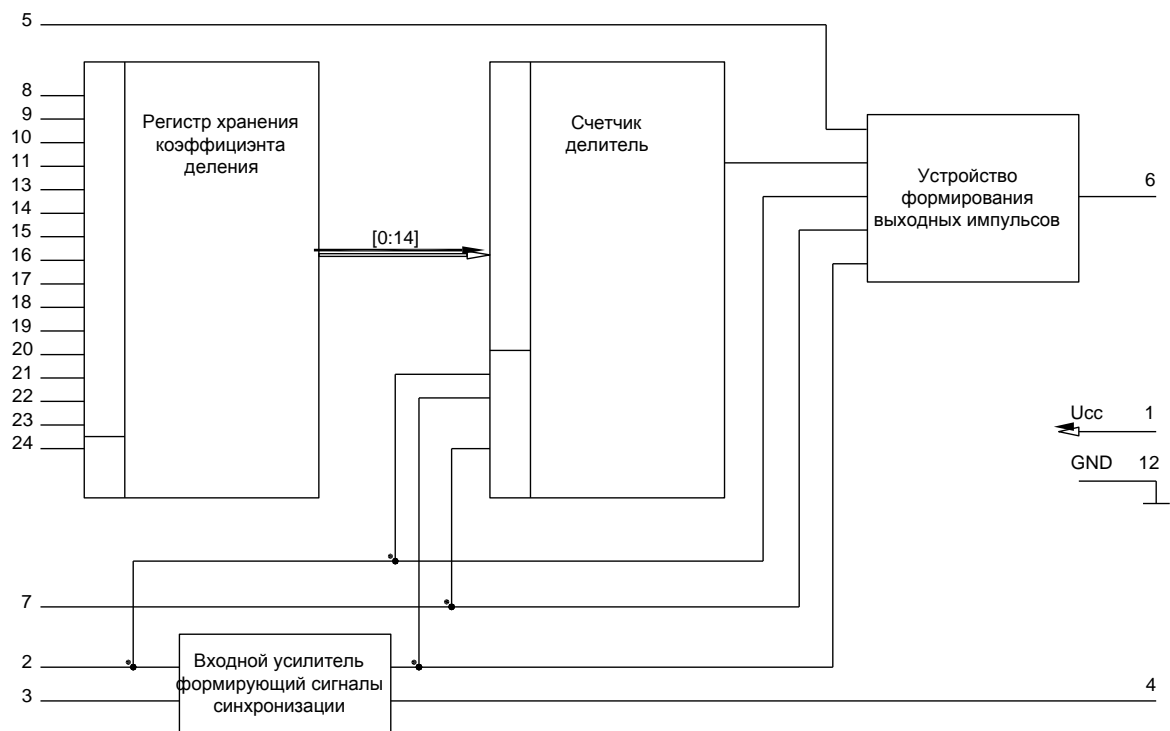 5
8
9
10
11
13
14
15
16
17
18
19
20
21
22
23
24
Регистр хранения
коэффициэнта
деления
[0:14]
Счетчик
делитель
Устройство
формирования
выходных импульсов
6
Ucc 1
GND 12
7
2
3
Входной усилитель
формирующий сигналы
синхронизации
4